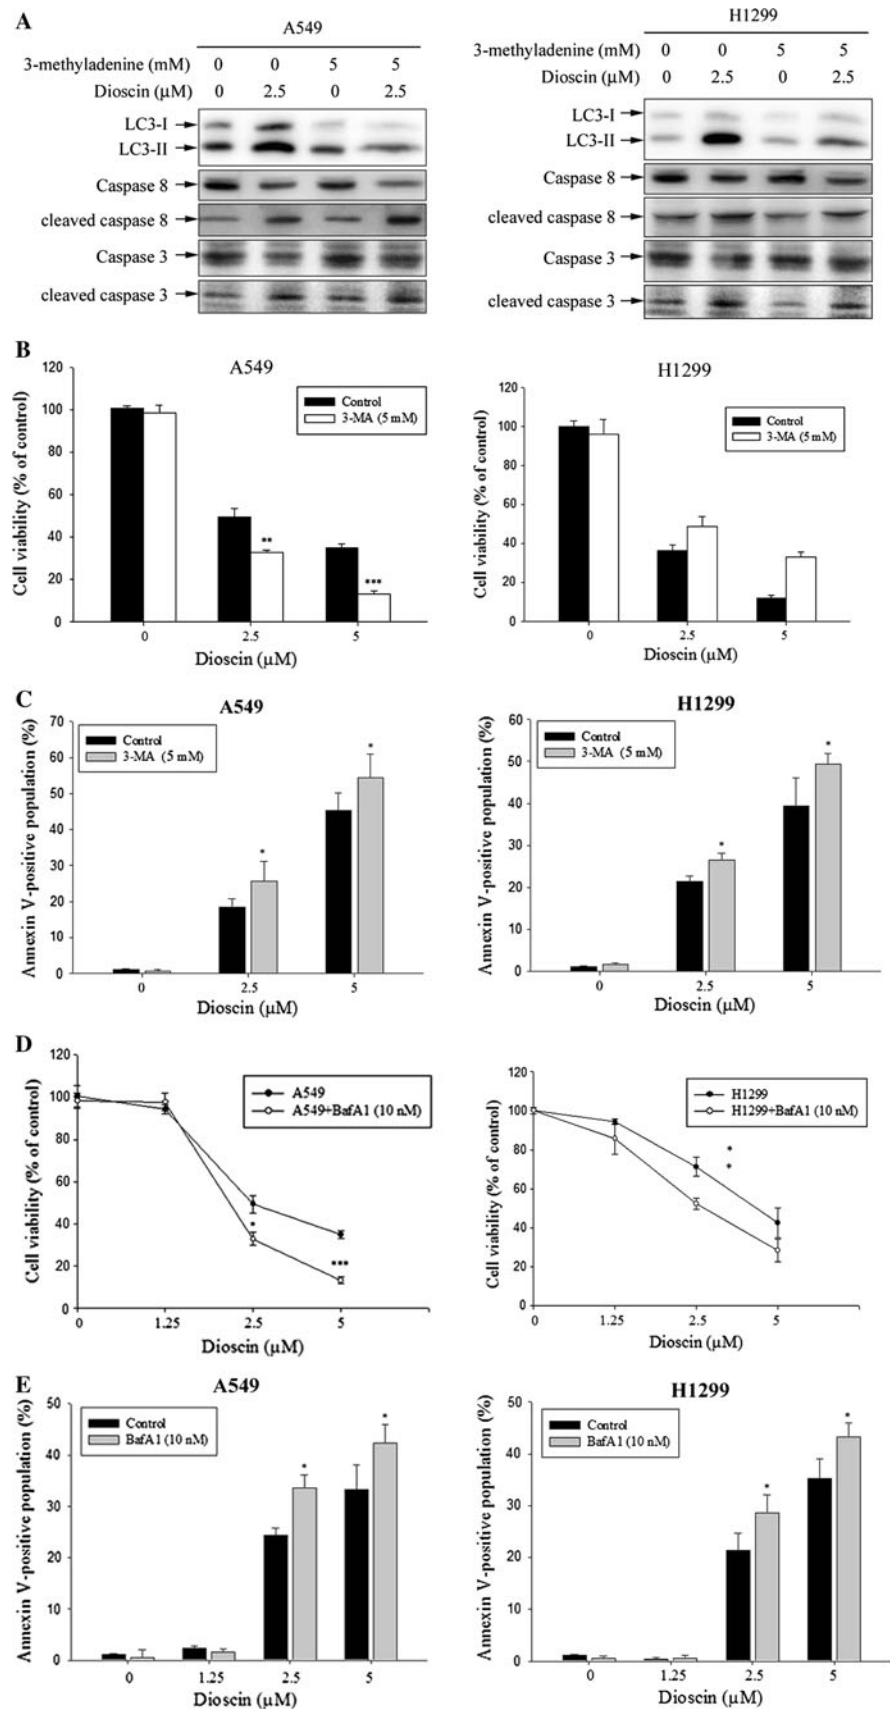 A
A549
3-methyladenine (mM) 0 0 5 5
Dioscin (µM) 0 2.5 0 2.5
LC3-I
LC3-II
Caspase 8
cleaved caspase 8
Caspase 3
cleaved caspase 3
H1299
3-methyladenine (mM) 0 0 5 5
Dioscin (µM) 0 2.5 0 2.5
LC3-I
LC3-II
Caspase 8
cleaved caspase 8
Caspase 3
cleaved caspase 3
B
A549
Cell viability (% of control)
120
100
80
60
40
20
0
Control
3-MA (5 mM)
**
***
0 2.5 5
Dioscin (µM)
H1299
Cell viability (% of control)
120
100
80
60
40
20
0
Control
3-MA (5 mM)
0 2.5 5
Dioscin (µM)
C
A549
Annexin V-positive population (%)
70
60
50
40
30
20
10
0
Control
3-MA (5 mM)
*
*
0 2.5 5
Dioscin (µM)
H1299
Annexin V-positive population (%)
60
50
40
30
20
10
0
Control
3-MA (5 mM)
*
*
0 2.5 5
Dioscin (µM)
D
Cell viability (% of control)
120
100
80
60
40
20
0
A549
A549+BafA1 (10 nM)
*
***
0 1.25 2.5 5
Dioscin (µM)
Cell viability (% of control)
120
100
80
60
40
20
0
H1299
H1299+BafA1 (10 nM)
*
*
0 1.25 2.5 5
Dioscin (µM)
E
A549
Annexin V-positive population (%)
50
40
30
20
10
0
Control
BafA1 (10 nM)
*
*
0 1.25 2.5 5
Dioscin (µM)
H1299
Annexin V-positive population (%)
50
40
30
20
10
0
Control
BafA1 (10 nM)
*
*
0 1.25 2.5 5
Dioscin (µM)